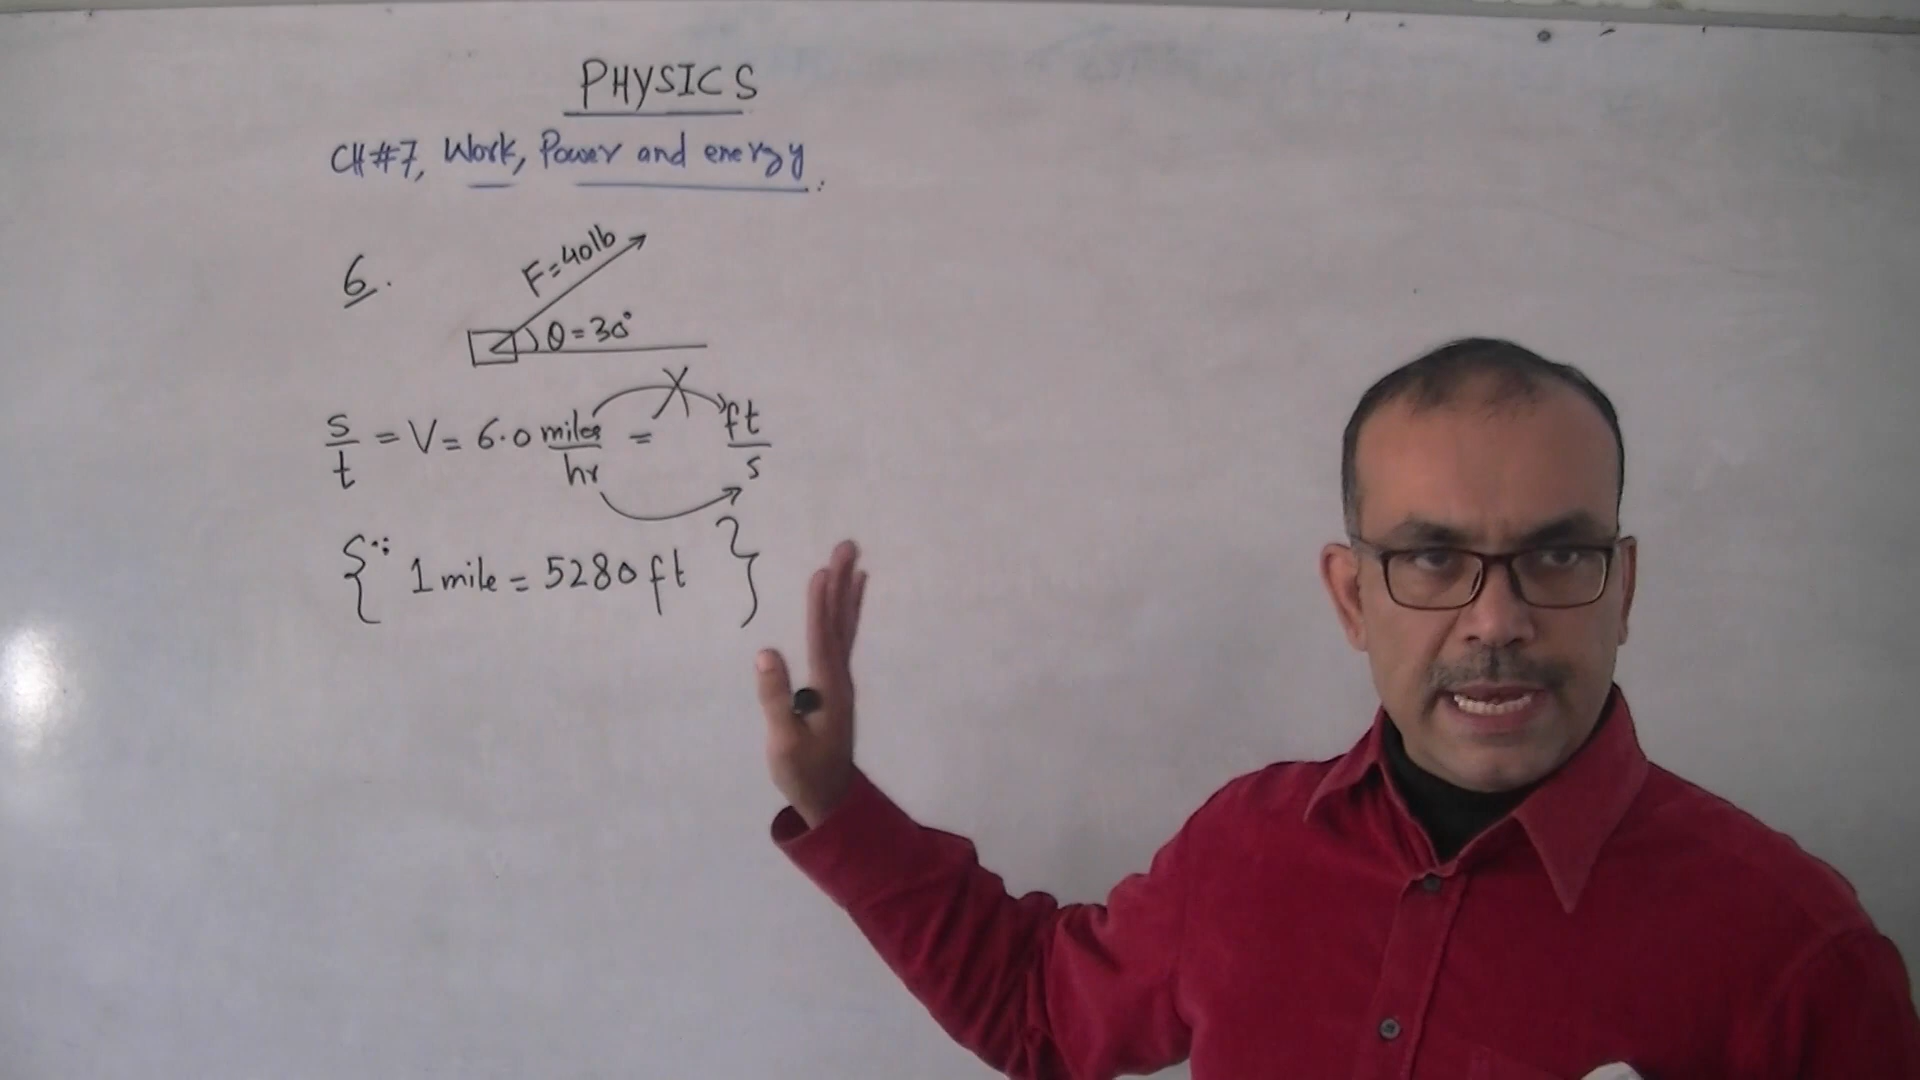 PHYSICS
CH#7, Work, Power and energy.
6.
F=40lb
θ=30°
s/t = V = 6.0 miles/hr = ft/s
{∵ 1 mile = 5280 ft}